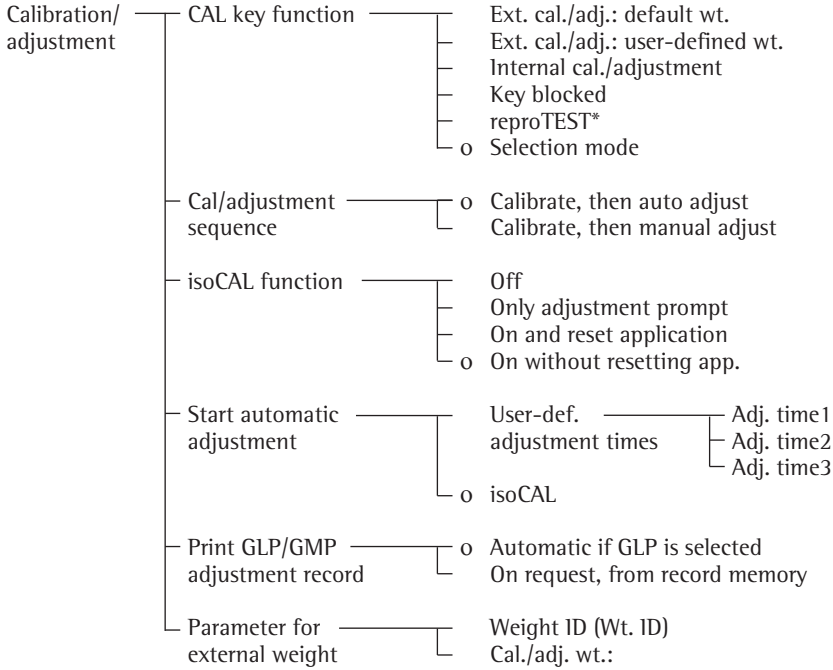 Calibration/ CAL key function Ext. cal./adj.: default wt.
adjustment Ext. cal./adj.: user-defined wt.
Internal cal./adjustment
Key blocked
reproTEST*
o Selection mode
Cal/adjustment o Calibrate, then auto adjust
sequence Calibrate, then manual adjust
isoCAL function Off
Only adjustment prompt
On and reset application
o On without resetting app.
Start automatic User-def. Adj. time1
adjustment adjustment times Adj. time2
Adj. time3
o isoCAL
Print GLP/GMP o Automatic if GLP is selected
adjustment record On request, from record memory
Parameter for Weight ID (Wt. ID)
external weight Cal./adj. wt.: